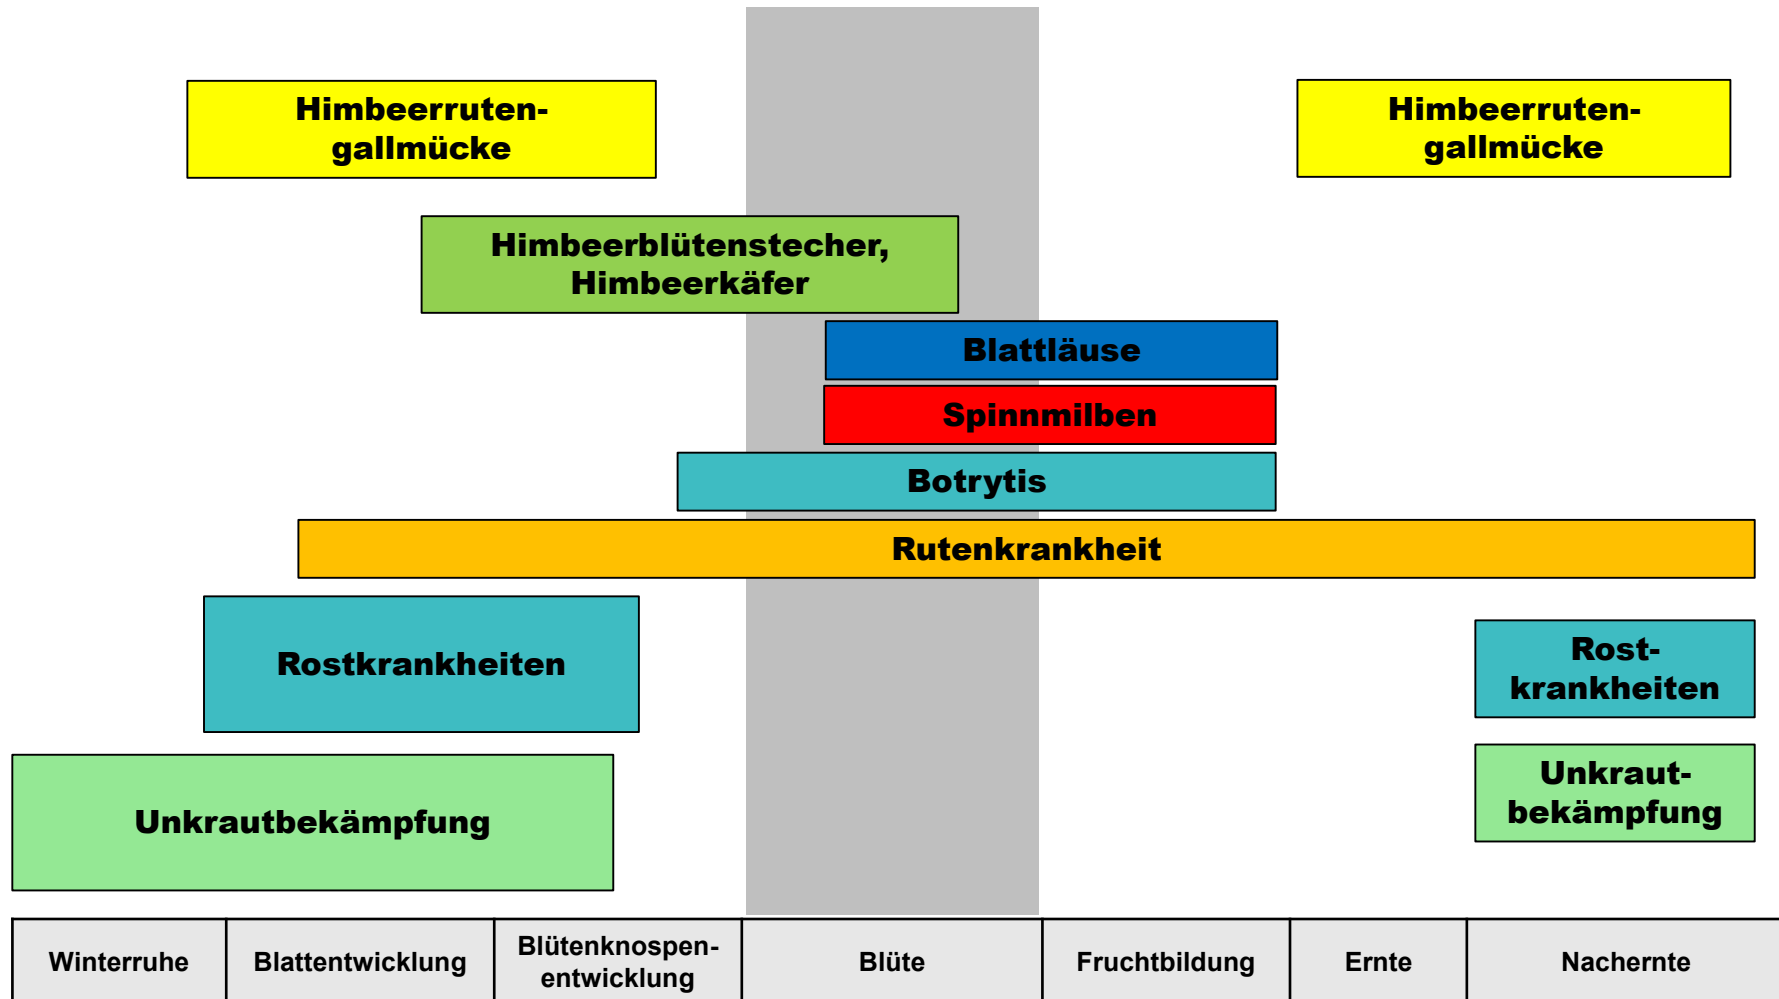 Himbeerruten-
gallmücke
Himbeerruten-
gallmücke
Himbeerblütenstecher,
Himbeerkäfer
Blattläuse
Spinnmilben
Botrytis
Rutenkrankheit
Rostkrankheiten
Rost-
krankheiten
Unkrautbekämpfung
Unkraut-
bekämpfung
Winterruhe
Blattentwicklung
Blütenknospen-
entwicklung
Blüte
Fruchtbildung
Ernte
Nachernte